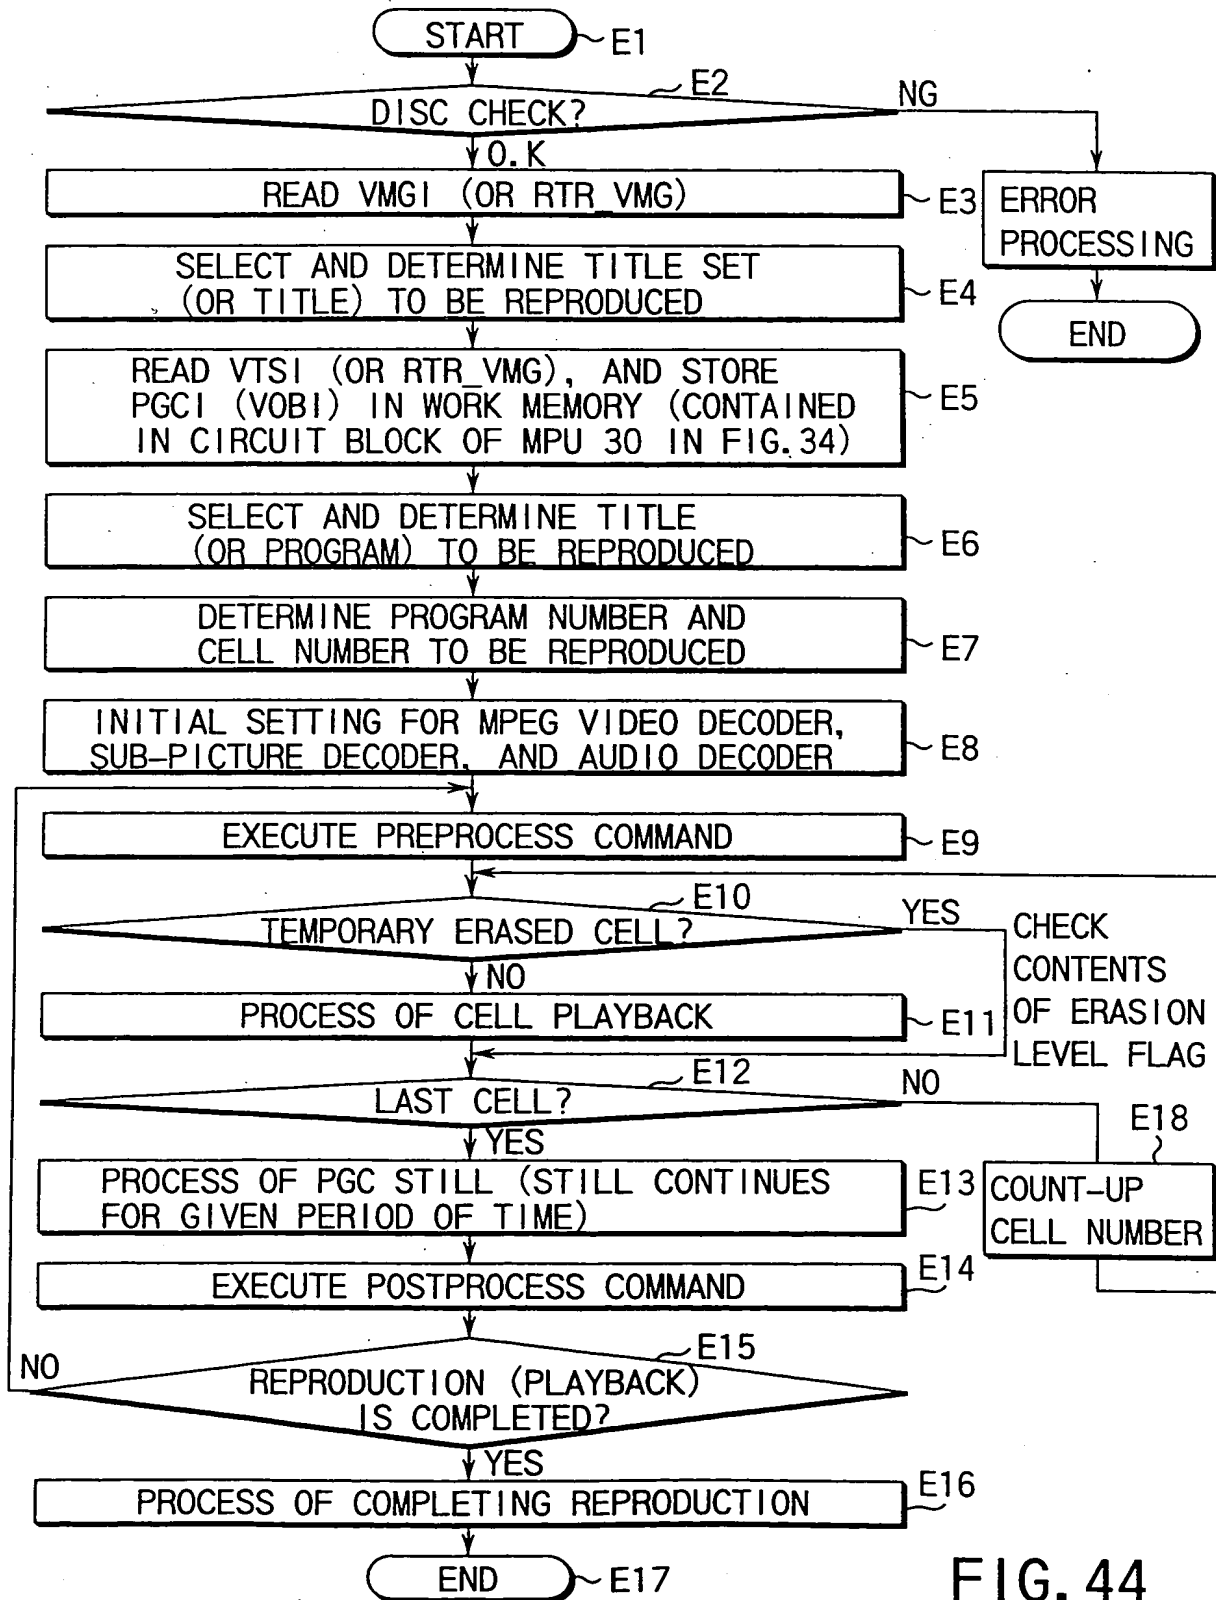 START
E1
E2
DISC CHECK?
NG
O.K
READ VMGI (OR RTR_VMG)
E3
ERROR
PROCESSING
END
SELECT AND DETERMINE TITLE SET
(OR TITLE) TO BE REPRODUCED
E4
READ VTSI (OR RTR_VMG), AND STORE
PGCI (VOBI) IN WORK MEMORY (CONTAINED
IN CIRCUIT BLOCK OF MPU 30 IN FIG.34)
E5
SELECT AND DETERMINE TITLE
(OR PROGRAM) TO BE REPRODUCED
E6
DETERMINE PROGRAM NUMBER AND
CELL NUMBER TO BE REPRODUCED
E7
INITIAL SETTING FOR MPEG VIDEO DECODER,
SUB-PICTURE DECODER, AND AUDIO DECODER
E8
EXECUTE PREPROCESS COMMAND
E9
E10
TEMPORARY ERASED CELL?
YES
CHECK
CONTENTS
OF ERASION
LEVEL FLAG
NO
PROCESS OF CELL PLAYBACK
E11
E12
LAST CELL?
NO
E18
COUNT-UP
CELL NUMBER
YES
PROCESS OF PGC STILL (STILL CONTINUES
FOR GIVEN PERIOD OF TIME)
E13
EXECUTE POSTPROCESS COMMAND
E14
E15
NO
REPRODUCTION (PLAYBACK)
IS COMPLETED?
YES
PROCESS OF COMPLETING REPRODUCTION
E16
END
E17
FIG.44